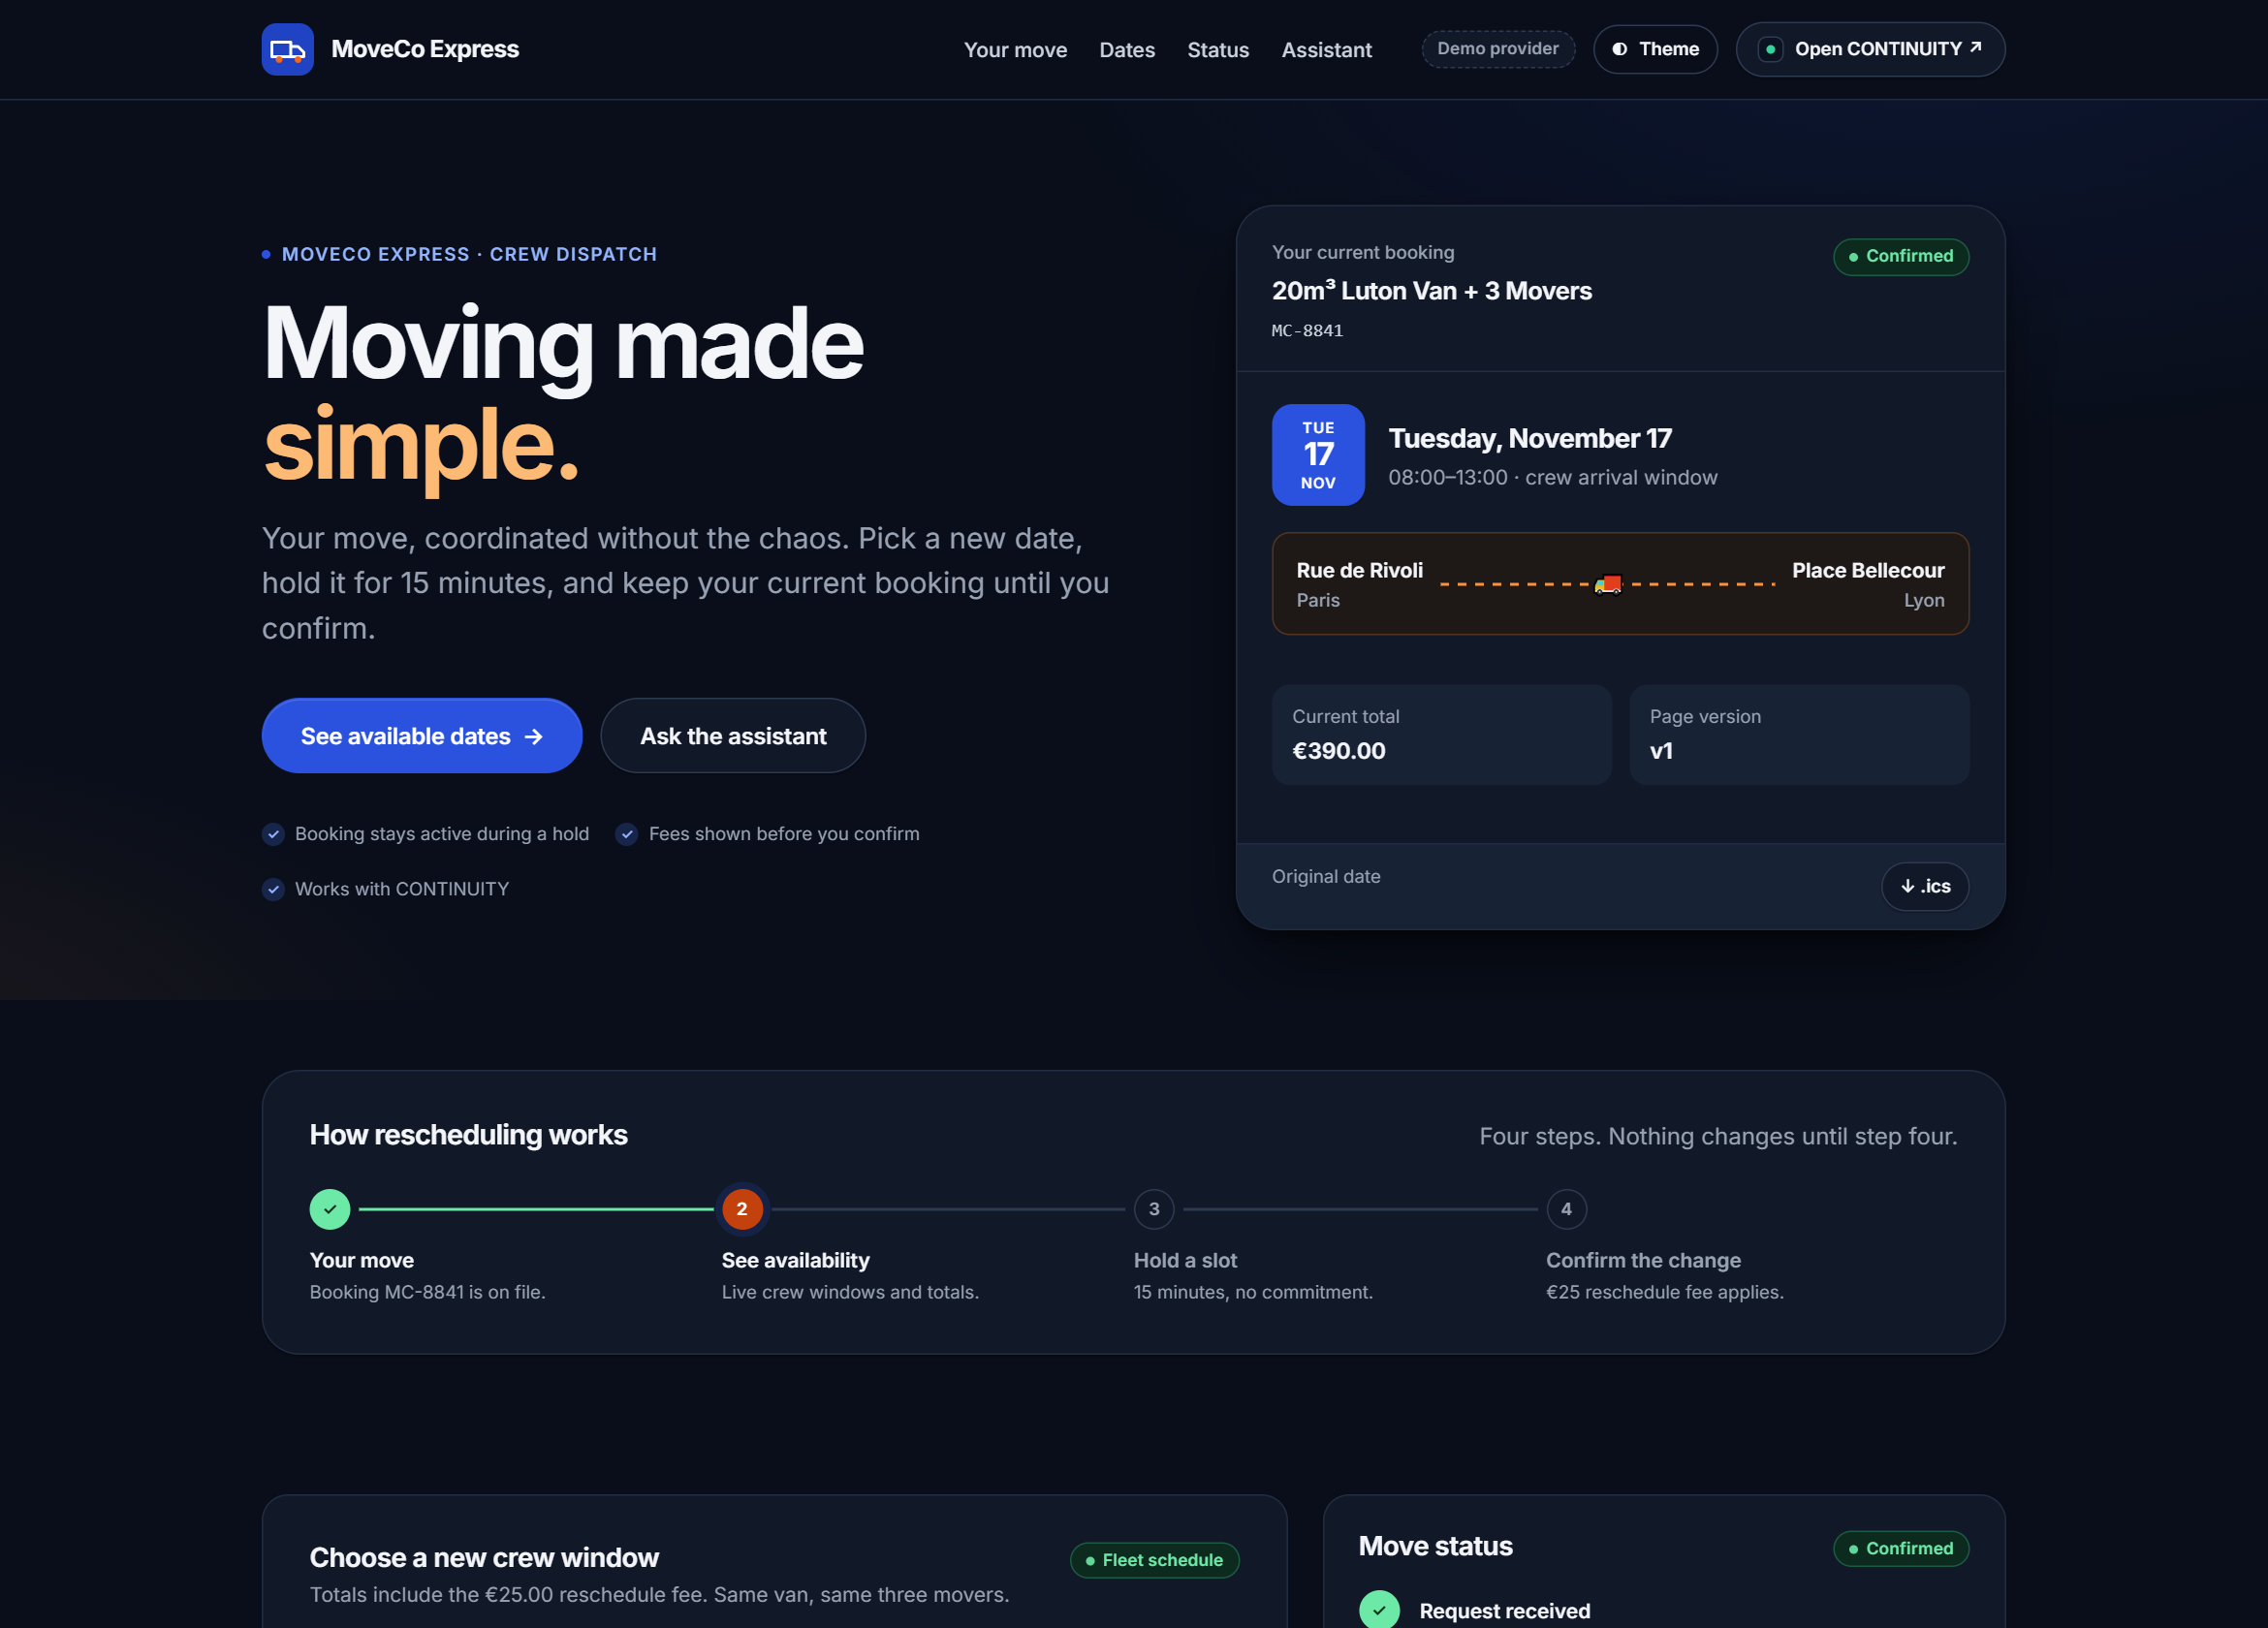 MoveCo Express
Your move
Dates
Status
Assistant
Demo provider
Theme
Open CONTINUITY ↗
MOVECO EXPRESS · CREW DISPATCH
Moving made
simple.
Your move, coordinated without the chaos. Pick a new date,
hold it for 15 minutes, and keep your current booking until you
confirm.
See available dates →
Ask the assistant
Booking stays active during a hold
Fees shown before you confirm
Works with CONTINUITY
Your current booking
Confirmed
20m³ Luton Van + 3 Movers
MC-8841
TUE
17
NOV
Tuesday, November 17
08:00–13:00 · crew arrival window
Rue de Rivoli
Paris
Place Bellecour
Lyon
Current total
€390.00
Page version
v1
Original date
↓ .ics
How rescheduling works
Four steps. Nothing changes until step four.
2
3
4
Your move
Booking MC-8841 is on file.
See availability
Live crew windows and totals.
Hold a slot
15 minutes, no commitment.
Confirm the change
€25 reschedule fee applies.
Choose a new crew window
Fleet schedule
Totals include the €25.00 reschedule fee. Same van, same three movers.
Move status
Confirmed
Request received